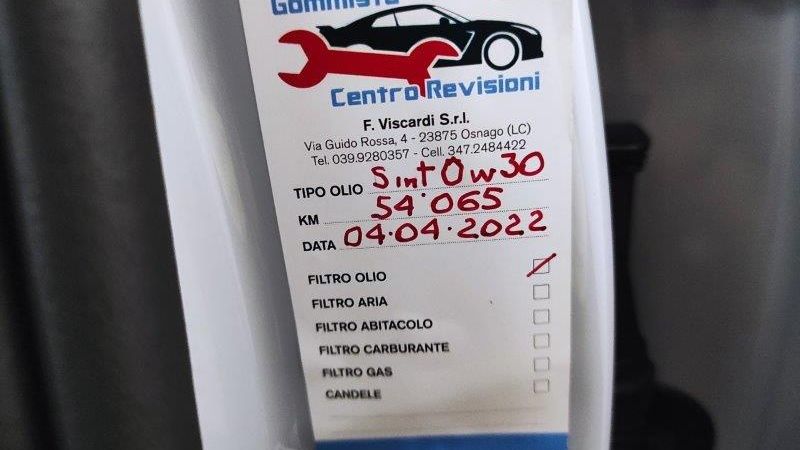 Gommista
Centro Revisioni
F. Viscardi S.r.l.
Via Guido Rossa, 4 - 23875 Osnago (LC)
Tel. 039.9280357 - Cell. 347.2484422
TIPO OLIO Sint 0w30
KM 54.065
DATA 04.04.2022
FILTRO OLIO
FILTRO ARIA
FILTRO ABITACOLO
FILTRO CARBURANTE
FILTRO GAS
CANDELE